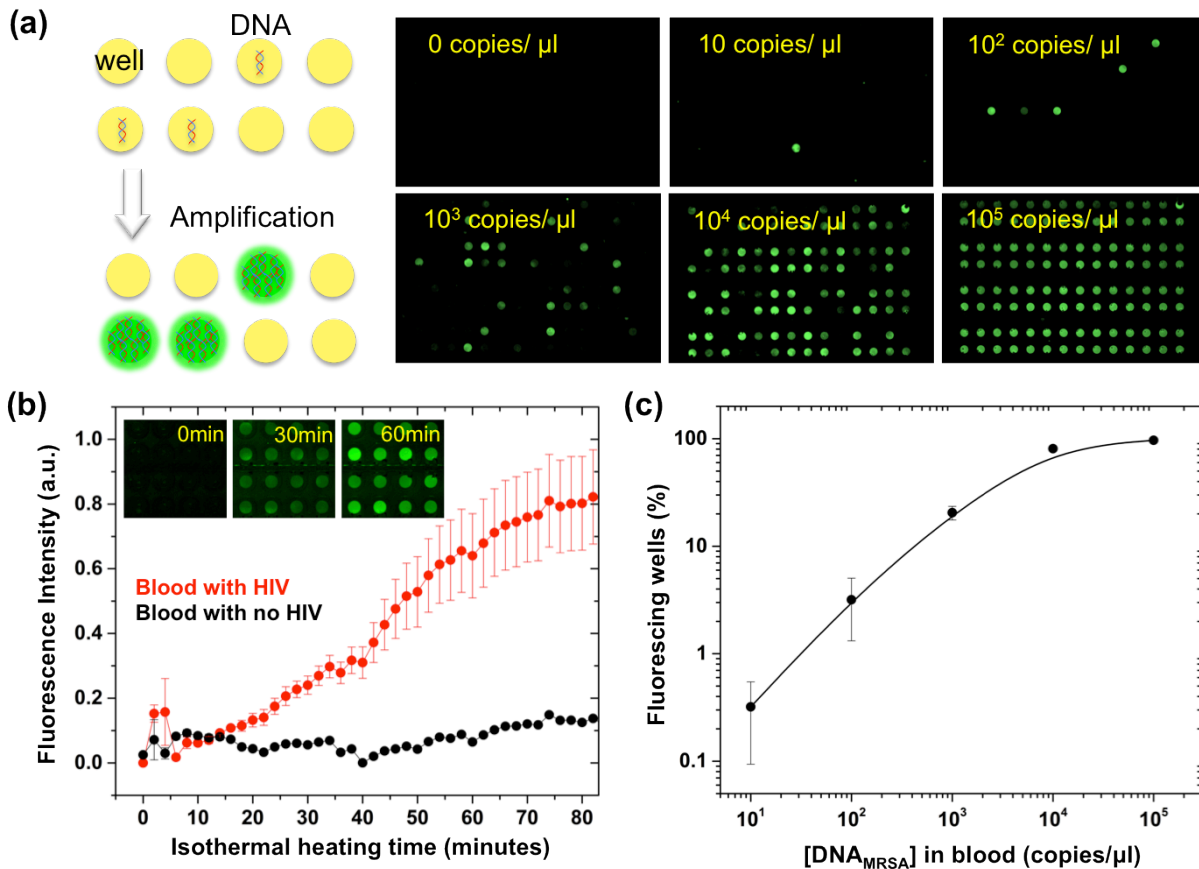 (a)
DNA
well
Amplification
0 copies/ µl
10 copies/ µl
10² copies/ µl
10³ copies/ µl
10⁴ copies/ µl
10⁵ copies/ µl
(b)
1.0
0.8
0.6
0.4
0.2
0.0
Fluorescence Intensity (a.u.)
0min
30min
60min
Blood with HIV
Blood with no HIV
0 10 20 30 40 50 60 70 80
Isothermal heating time (minutes)
(c)
100
10
1
0.1
Fluorescing wells (%)
10¹ 10² 10³ 10⁴ 10⁵
[DNA_MRSA] in blood (copies/µl)